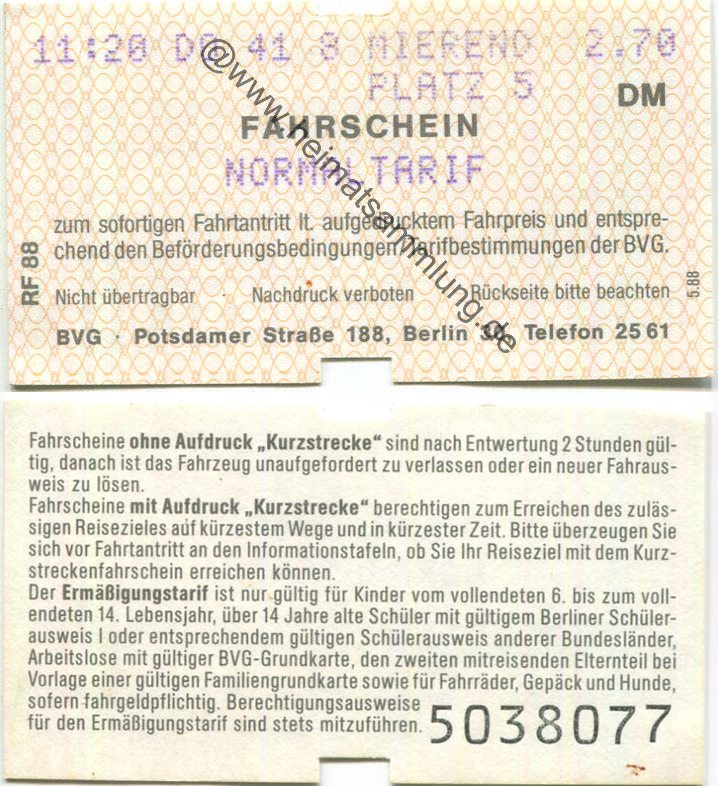 11:20 DO 41 8 MIEREND 2.70
PLATZ 5 DM
FAHRSCHEIN
NORMALTARIF
zum sofortigen Fahrtantritt lt. aufgedrucktem Fahrpreis und entspre-
chend den Beförderungsbedingungen/Tarifbestimmungen der BVG.
Nicht übertragbar · Nachdruck verboten · Rückseite bitte beachten
BVG · Potsdamer Straße 188, Berlin 30, Telefon 25 61
RF 88
5.88
@www.heimatsammlung.de
Fahrscheine ohne Aufdruck „Kurzstrecke“ sind nach Entwertung 2 Stunden gül-
tig, danach ist das Fahrzeug unaufgefordert zu verlassen oder ein neuer Fahraus-
weis zu lösen.
Fahrscheine mit Aufdruck „Kurzstrecke“ berechtigen zum Erreichen des zuläs-
sigen Reisezieles auf kürzestem Wege und in kürzester Zeit. Bitte überzeugen Sie
sich vor Fahrtantritt an den Informationstafeln, ob Sie Ihr Reiseziel mit dem Kurz-
streckenfahrschein erreichen können.
Der Ermäßigungstarif ist nur gültig für Kinder vom vollendeten 6. bis zum voll-
endeten 14. Lebensjahr, über 14 Jahre alte Schüler mit gültigem Berliner Schüler-
ausweis I oder entsprechendem gültigen Schülerausweis anderer Bundesländer,
Arbeitslose mit gültiger BVG-Grundkarte, den zweiten mitreisenden Elternteil bei
Vorlage einer gültigen Familiengrundkarte sowie für Fahrräder, Gepäck und Hunde,
sofern fahrgeldpflichtig. Berechtigungsausweise
für den Ermäßigungstarif sind stets mitzuführen. 5038077